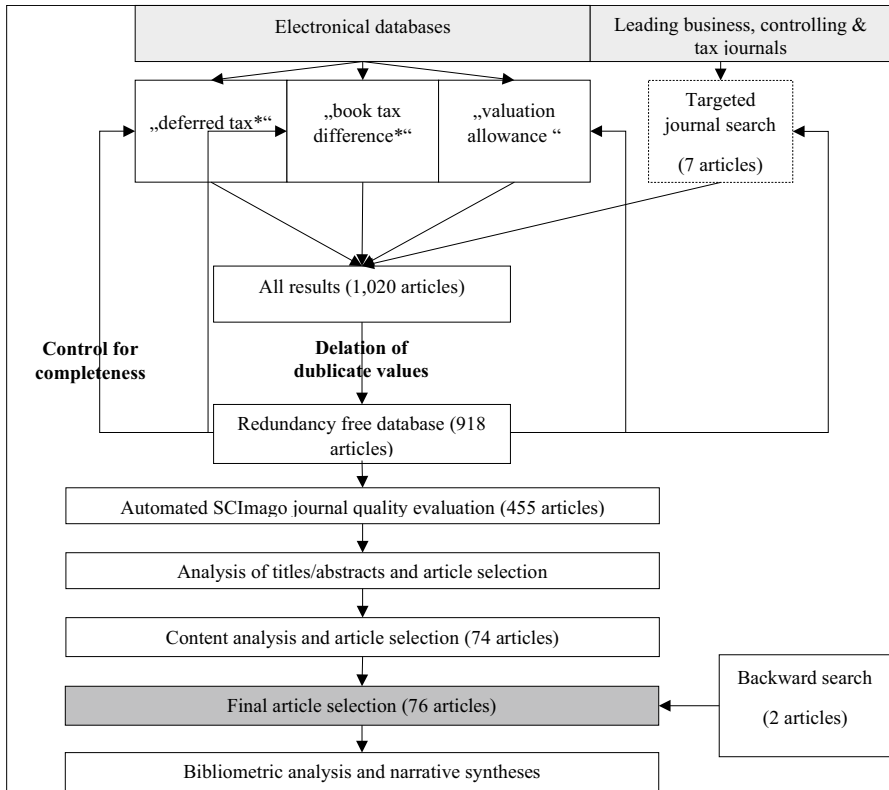 Electronical databases
Leading business, controlling &
tax journals
„deferred tax*“
„book tax
difference*“
„valuation
allowance “
Targeted
journal search
(7 articles)
All results (1,020 articles)
Control for
completeness
Delation of
dublicate values
Redundancy free database (918
articles)
Automated SCImago journal quality evaluation (455 articles)
Analysis of titles/abstracts and article selection
Content analysis and article selection (74 articles)
Final article selection (76 articles)
Backward search
(2 articles)
Bibliometric analysis and narrative syntheses